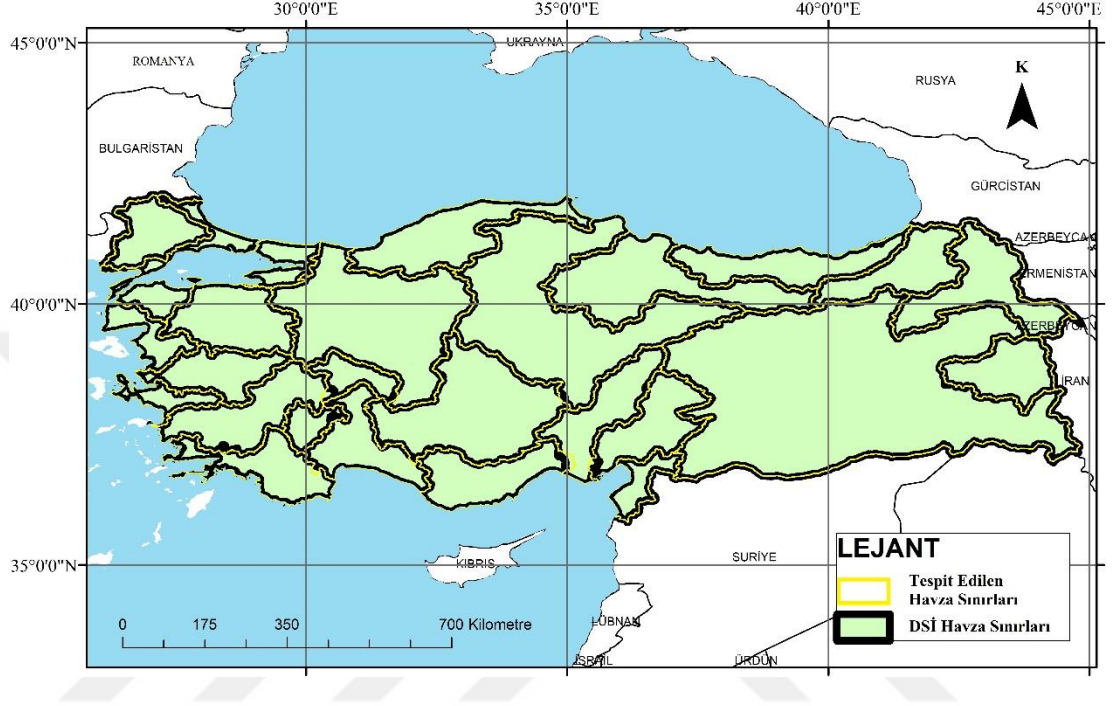 30°0'0"E 35°0'0"E 40°0'0"E 45°0'0"E
45°0'0"N
UKRAYNA
ROMANYA
RUSYA
K
BULGARİSTAN
GÜRCİSTAN
AZERBEYCAN
ERMENİSTAN
40°0'0"N
AZERBEYCAN
İRAN
SURİYE
KIBRIS
35°0'0"N
LÜBNAN
İSRAİL
ÜRDÜN
0 175 350 700 Kilometre
LEJANT
Tespit Edilen
Havza Sınırları
DSİ Havza Sınırları